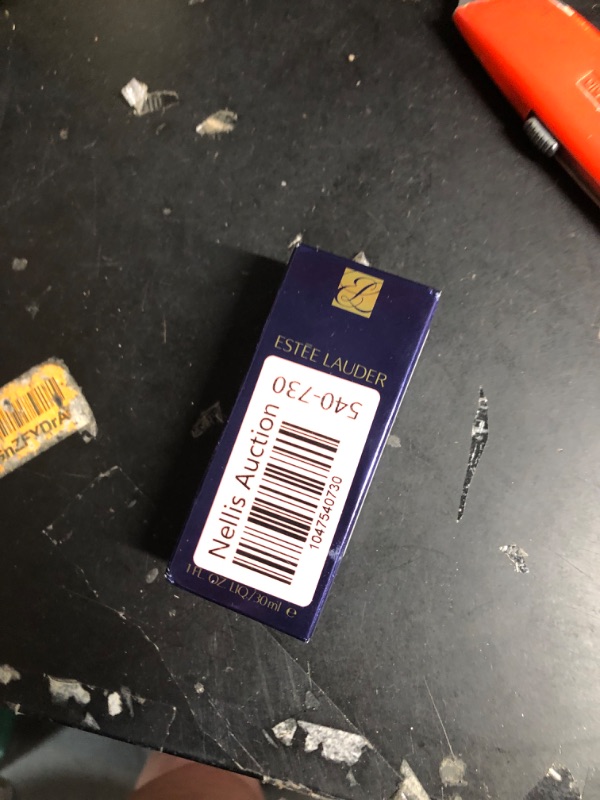 ESTĒE LAUDER
540-730
Nellis Auction
1047540730
1 FL. OZ. LIQ./30ml e